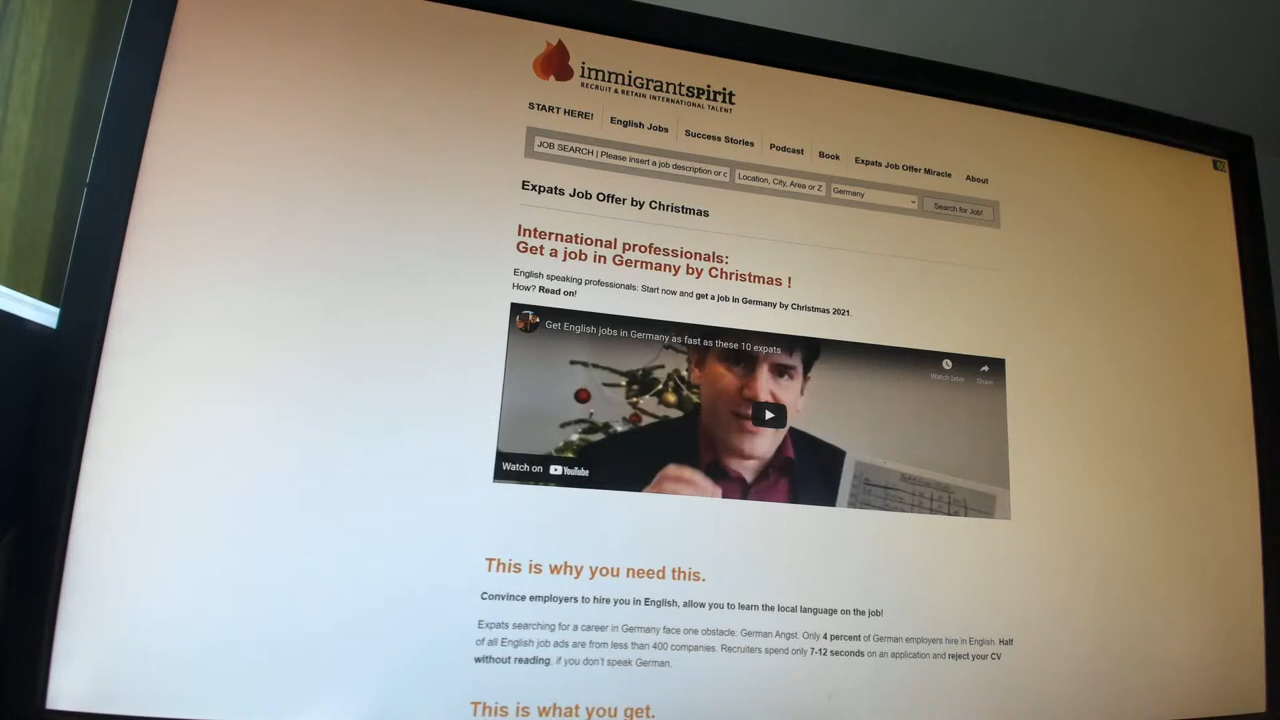 immigrantspirit
RECRUIT & RETAIN INTERNATIONAL TALENT
START HERE! English Jobs Success Stories Podcast Book Expats Job Offer Miracle About
JOB SEARCH | Please insert a job description or c Location, City, Area or Z Germany Search for Job!
Expats Job Offer by Christmas
International professionals:
Get a job in Germany by Christmas !
English speaking professionals: Start now and get a job in Germany by Christmas 2021.
How? Read on!
Get English jobs in Germany as fast as these 10 expats
Watch later Share
Watch on YouTube
This is why you need this.
Convince employers to hire you in English, allow you to learn the local language on the job!
Expats searching for a career in Germany face one obstacle: German Angst. Only 4 percent of German employers hire in English. Half
of all English job ads are from less than 400 companies. Recruiters spend only 7-12 seconds on an application and reject your CV
without reading, if you don't speak German.
This is what you get.